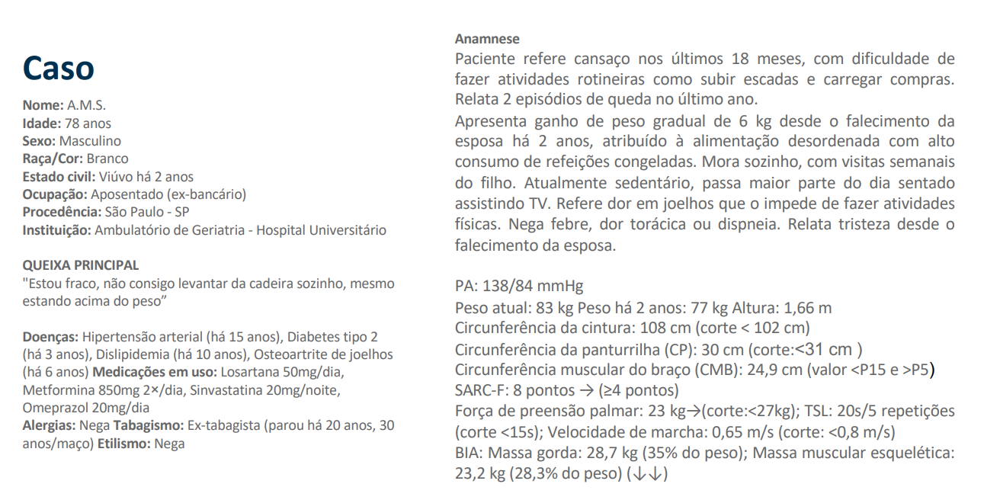 Caso
Nome: A.M.S.
Idade: 78 anos
Sexo: Masculino
Raça/Cor: Branco
Estado civil: Viúvo há 2 anos
Ocupação: Aposentado (ex-bancário)
Procedência: São Paulo - SP
Instituição: Ambulatório de Geriatria - Hospital Universitário
QUEIXA PRINCIPAL
"Estou fraco, não consigo levantar da cadeira sozinho, mesmo
estando acima do peso”
Doenças: Hipertensão arterial (há 15 anos), Diabetes tipo 2
(há 3 anos), Dislipidemia (há 10 anos), Osteoartrite de joelhos
(há 6 anos) Medicações em uso: Losartana 50mg/dia,
Metformina 850mg 2×/dia, Sinvastatina 20mg/noite,
Omeprazol 20mg/dia
Alergias: Nega Tabagismo: Ex-tabagista (parou há 20 anos, 30
anos/maço) Etilismo: Nega
Anamnese
Paciente refere cansaço nos últimos 18 meses, com dificuldade de
fazer atividades rotineiras como subir escadas e carregar compras.
Relata 2 episódios de queda no último ano.
Apresenta ganho de peso gradual de 6 kg desde o falecimento da
esposa há 2 anos, atribuído à alimentação desordenada com alto
consumo de refeições congeladas. Mora sozinho, com visitas semanais
do filho. Atualmente sedentário, passa maior parte do dia sentado
assistindo TV. Refere dor em joelhos que o impede de fazer atividades
físicas. Nega febre, dor torácica ou dispneia. Relata tristeza desde o
falecimento da esposa.
PA: 138/84 mmHg
Peso atual: 83 kg Peso há 2 anos: 77 kg Altura: 1,66 m
Circunferência da cintura: 108 cm (corte < 102 cm)
Circunferência da panturrilha (CP): 30 cm (corte:<31 cm )
Circunferência muscular do braço (CMB): 24,9 cm (valor <P15 e >P5)
SARC-F: 8 pontos → (≥4 pontos)
Força de preensão palmar: 23 kg→(corte:<27kg); TSL: 20s/5 repetições
(corte <15s); Velocidade de marcha: 0,65 m/s (corte: <0,8 m/s)
BIA: Massa gorda: 28,7 kg (35% do peso); Massa muscular esquelética:
23,2 kg (28,3% do peso) (↓↓)